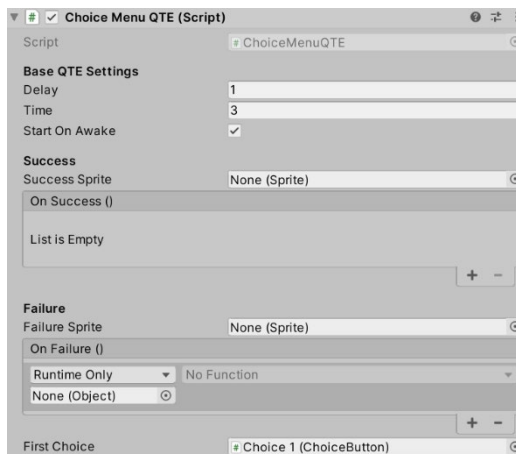 Choice Menu QTE (Script)
Script ChoiceMenuQTE
Base QTE Settings
Delay 1
Time 3
Start On Awake
Success
Success Sprite None (Sprite)
On Success ()
List is Empty
Failure
Failure Sprite None (Sprite)
On Failure ()
Runtime Only No Function
None (Object)
First Choice Choice 1 (ChoiceButton)